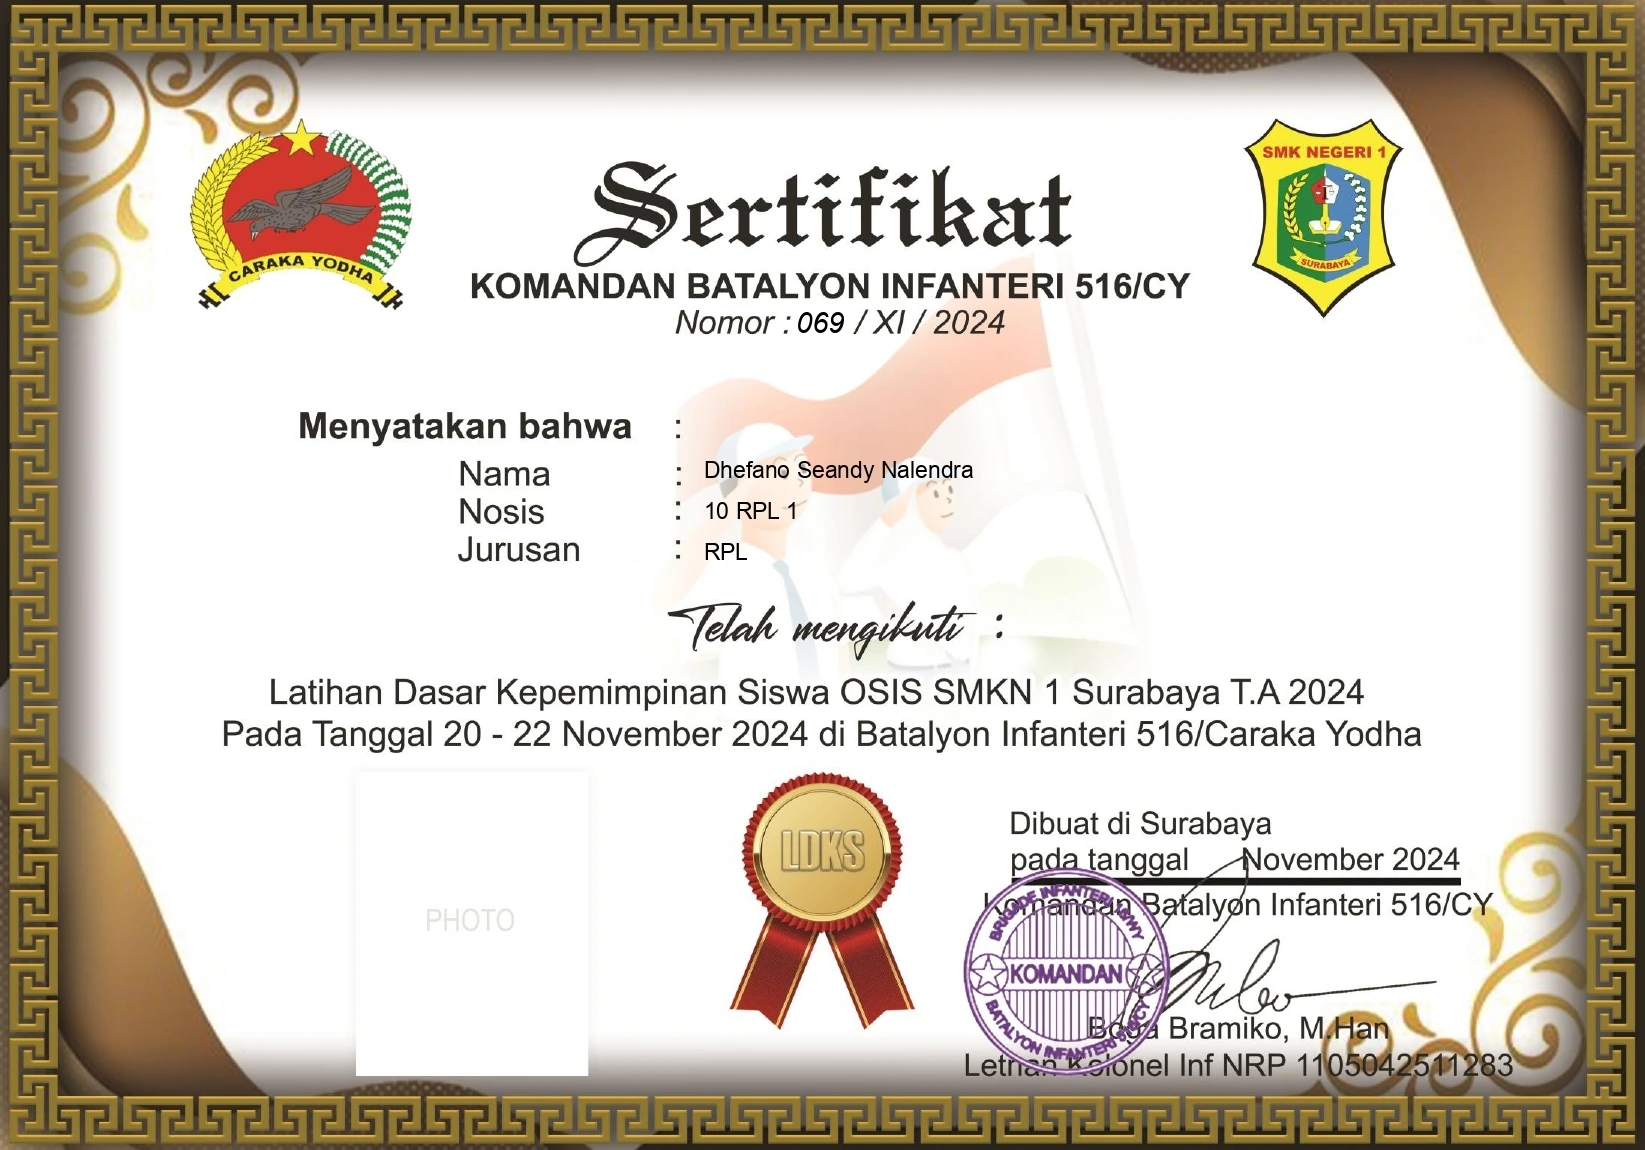 CARAKA YODHA
SMK NEGERI 1
SURABAYA
Sertifikat
KOMANDAN BATALYON INFANTERI 516/CY
Nomor : 069 / XI / 2024
Menyatakan bahwa :
Nama : Dhefano Seandy Nalendra
Nosis : 10 RPL 1
Jurusan : RPL
Telah mengikuti :
Latihan Dasar Kepemimpinan Siswa OSIS SMKN 1 Surabaya T.A 2024
Pada Tanggal 20 - 22 November 2024 di Batalyon Infanteri 516/Caraka Yodha
PHOTO
LDKS
Dibuat di Surabaya
pada tanggal November 2024
Komandan Batalyon Infanteri 516/CY
BRIGADE INFANTERI
KOMANDAN
BATALYON INFANTERI 516/CY
Bramiko, M.Han
Letnan Kolonel Inf NRP 1105042511283